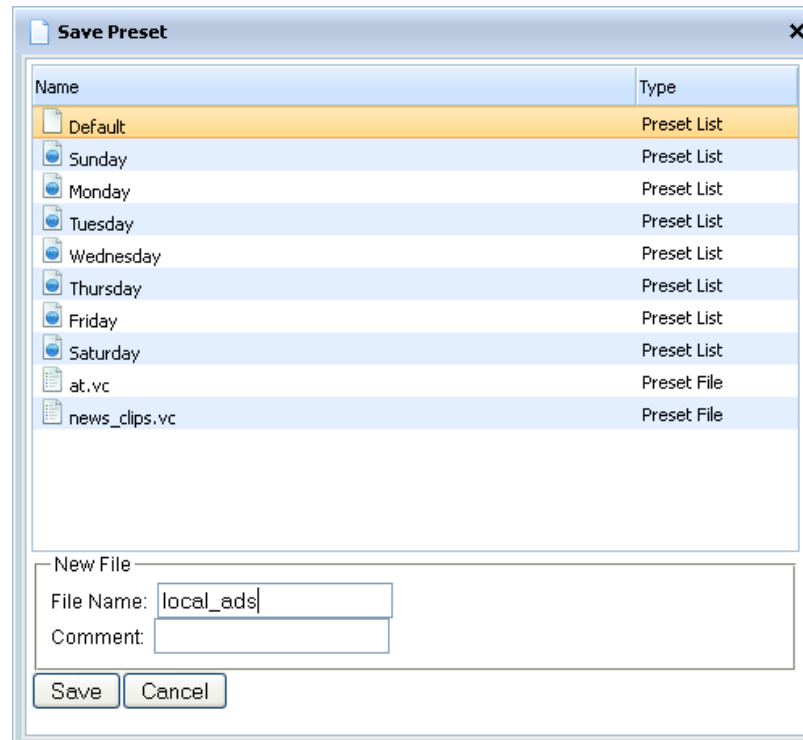 Save Preset
Name Type
Default Preset List
Sunday Preset List
Monday Preset List
Tuesday Preset List
Wednesday Preset List
Thursday Preset List
Friday Preset List
Saturday Preset List
at.vc Preset File
news_clips.vc Preset File
New File
File Name: local_ads
Comment:
Save Cancel